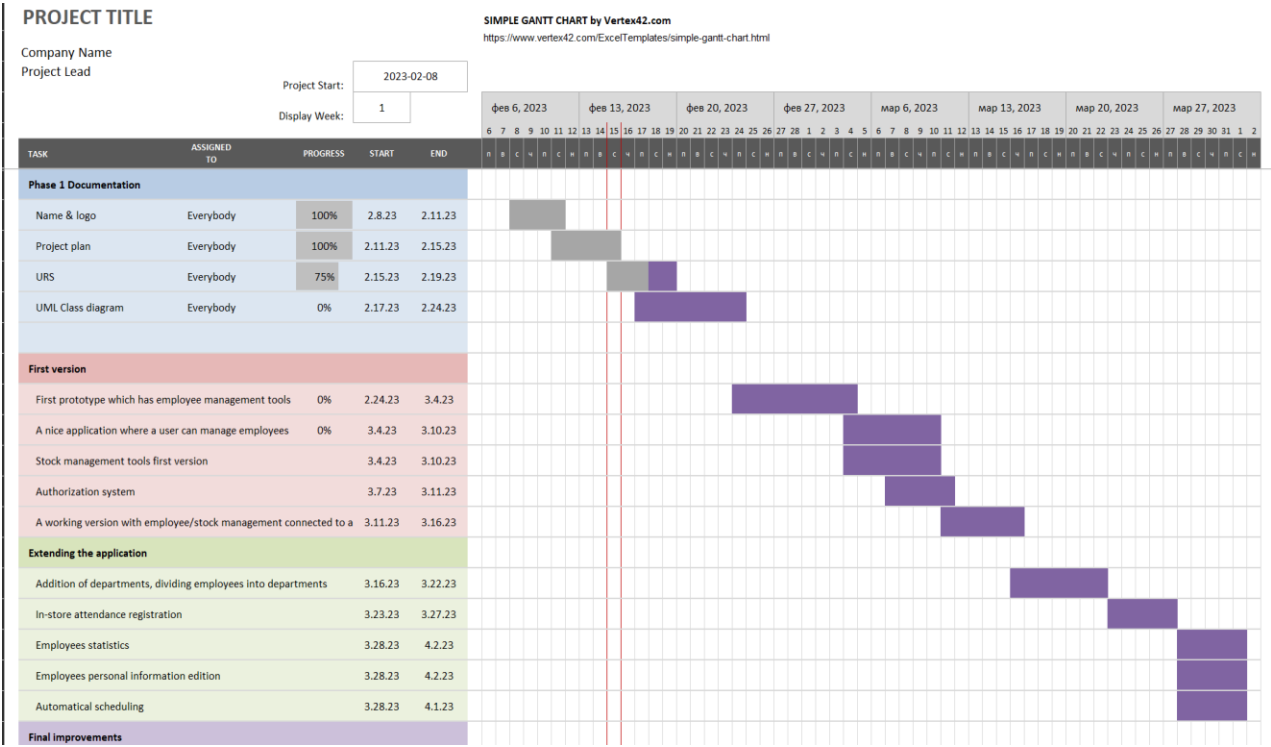 PROJECT TITLE
SIMPLE GANTT CHART by Vertex42.com
https://www.vertex42.com/ExcelTemplates/simple-gantt-chart.html
Company Name
Project Lead
Project Start: 2023-02-08
Display Week: 1
фев 6, 2023 фев 13, 2023 фев 20, 2023 фев 27, 2023 мар 6, 2023 мар 13, 2023 мар 20, 2023 мар 27, 2023
6 7 8 9 10 11 12 13 14 15 16 17 18 19 20 21 22 23 24 25 26 27 28 1 2 3 4 5 6 7 8 9 10 11 12 13 14 15 16 17 18 19 20 21 22 23 24 25 26 27 28 29 30 31 1 2
TASK ASSIGNED TO PROGRESS START END п в с ч п с н п в с ч п с н п в с ч п с н п в с ч п с н п в с ч п с н п в с ч п с н п в с ч п с н п в с ч п с н
Phase 1 Documentation
Name & logo Everybody 100% 2.8.23 2.11.23
Project plan Everybody 100% 2.11.23 2.15.23
URS Everybody 75% 2.15.23 2.19.23
UML Class diagram Everybody 0% 2.17.23 2.24.23
First version
First prototype which has employee management tools 0% 2.24.23 3.4.23
A nice application where a user can manage employees 0% 3.4.23 3.10.23
Stock management tools first version 3.4.23 3.10.23
Authorization system 3.7.23 3.11.23
A working version with employee/stock management connected to a 3.11.23 3.16.23
Extending the application
Addition of departments, dividing employees into departments 3.16.23 3.22.23
In-store attendance registration 3.23.23 3.27.23
Employees statistics 3.28.23 4.2.23
Employees personal information edition 3.28.23 4.2.23
Automatical scheduling 3.28.23 4.1.23
Final improvements